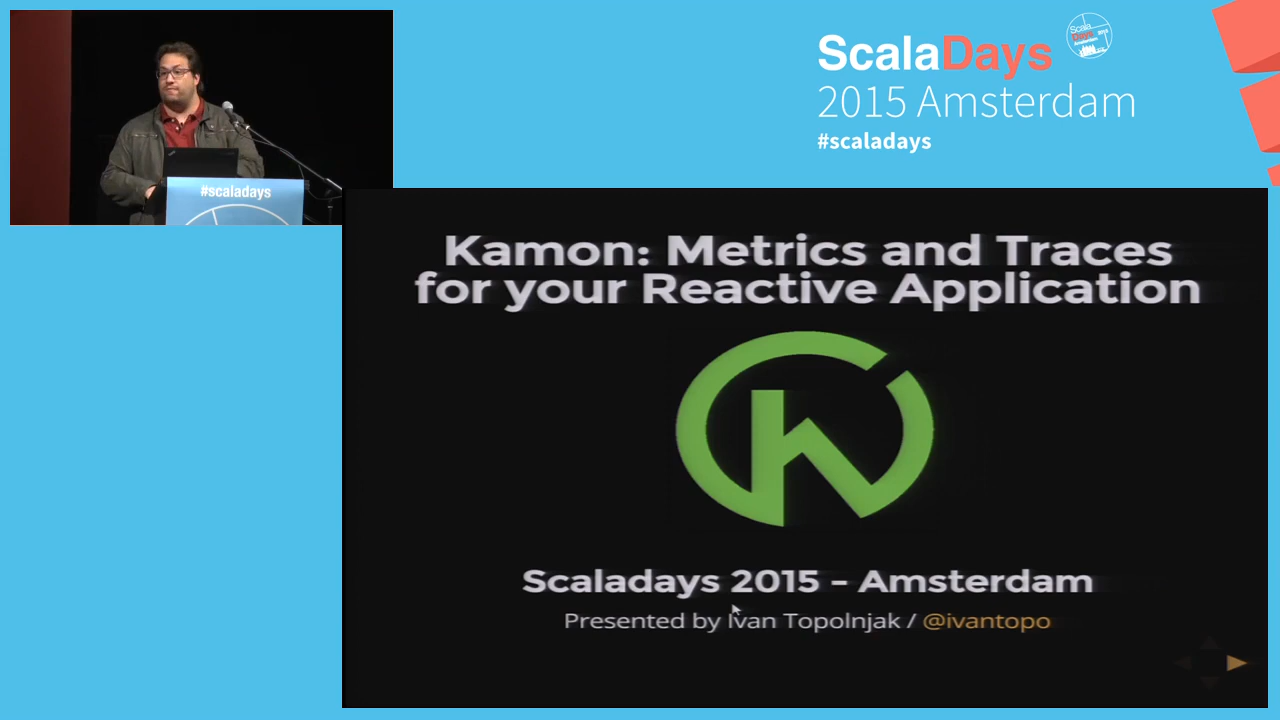 ScalaDays
2015 Amsterdam
#scaladays
#scaladays
Kamon: Metrics and Traces
for your Reactive Application
Scaladays 2015 - Amsterdam
Presented by Ivan Topolnjak / @ivantopo